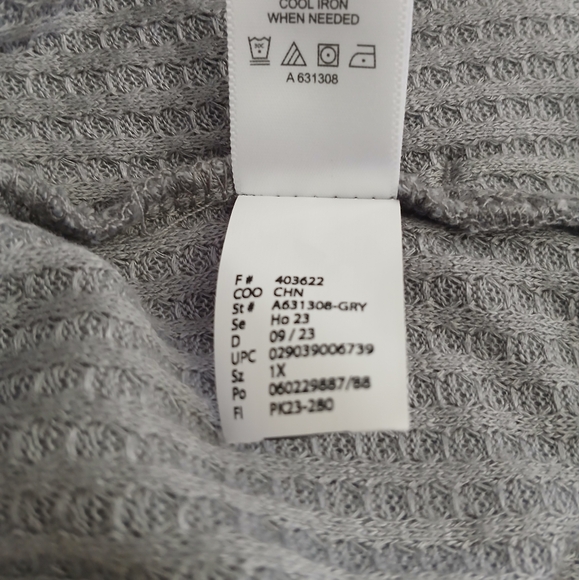 COOL IRON
WHEN NEEDED
A 631308
F # 403622
COO CHN
St # A631308-GRY
Se Ho 23
D 09 / 23
UPC 029039006739
Sz 1X
Po 060229887/88
Fl PK23-280